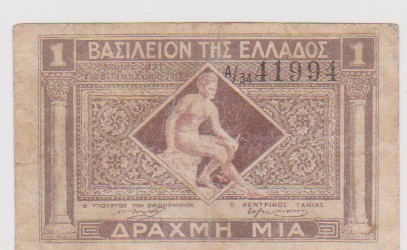 1 ΒΑΣΙΛΕΙΟΝ ΤΗΣ ΕΛΛΑΔΟΣ 1
A/34 41994
Ο ΥΠΟΥΡΓΟΣ ΤΩΝ ΟΙΚΟΝΟΜΙΚΩΝ Ο ΚΕΝΤΡΙΚΟΣ ΤΑΜΙΑΣ
ΔΡΑΧΜΗ ΜΙΑ